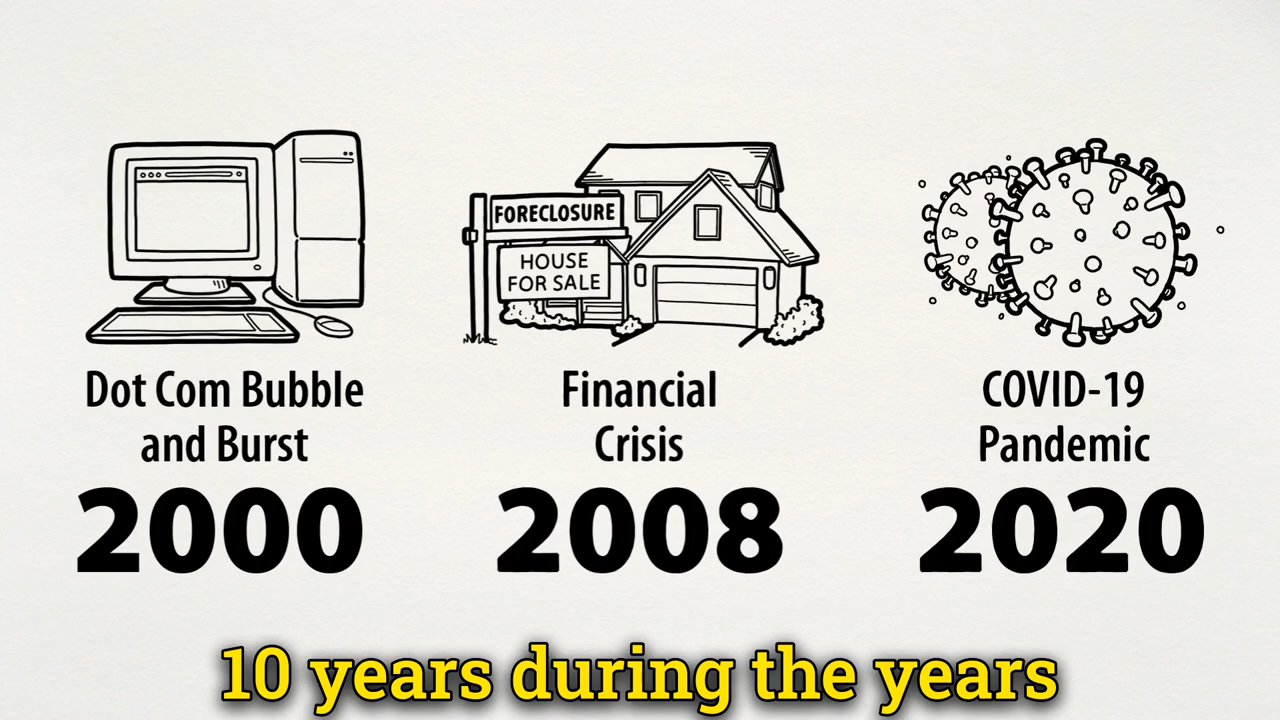 FORECLOSURE
HOUSE
FOR SALE
Dot Com Bubble
and Burst
2000
Financial
Crisis
2008
COVID-19
Pandemic
2020
10 years during the years